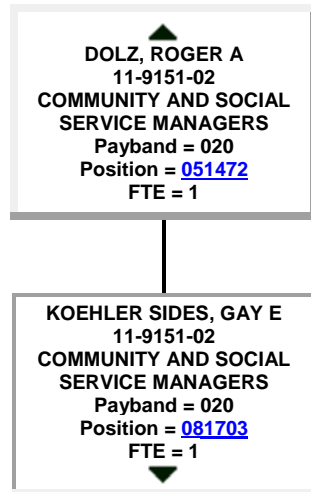 DOLZ, ROGER A
11-9151-02
COMMUNITY AND SOCIAL
SERVICE MANAGERS
Payband = 020
Position = 051472
FTE = 1
KOEHLER SIDES, GAY E
11-9151-02
COMMUNITY AND SOCIAL
SERVICE MANAGERS
Payband = 020
Position = 081703
FTE = 1